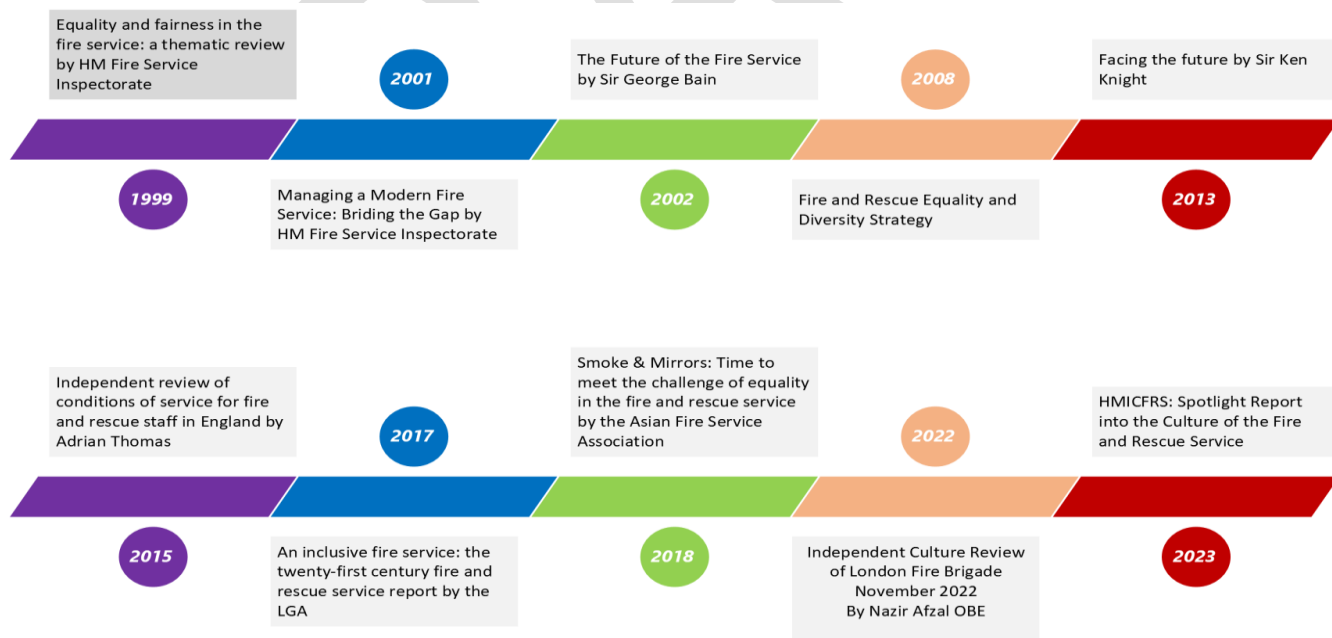 Equality and fairness in the
fire service: a thematic review
by HM Fire Service
Inspectorate
1999
2001
Managing a Modern Fire
Service: Briding the Gap by
HM Fire Service Inspectorate
The Future of the Fire Service
by Sir George Bain
2002
2008
Fire and Rescue Equality and
Diversity Strategy
Facing the future by Sir Ken
Knight
2013
Independent review of
conditions of service for fire
and rescue staff in England by
Adrian Thomas
2015
2017
An inclusive fire service: the
twenty-first century fire and
rescue service report by the
LGA
Smoke & Mirrors: Time to
meet the challenge of equality
in the fire and rescue service
by the Asian Fire Service
Association
2018
2022
Independent Culture Review
of London Fire Brigade
November 2022
By Nazir Afzal OBE
HMICFRS: Spotlight Report
into the Culture of the Fire
and Rescue Service
2023